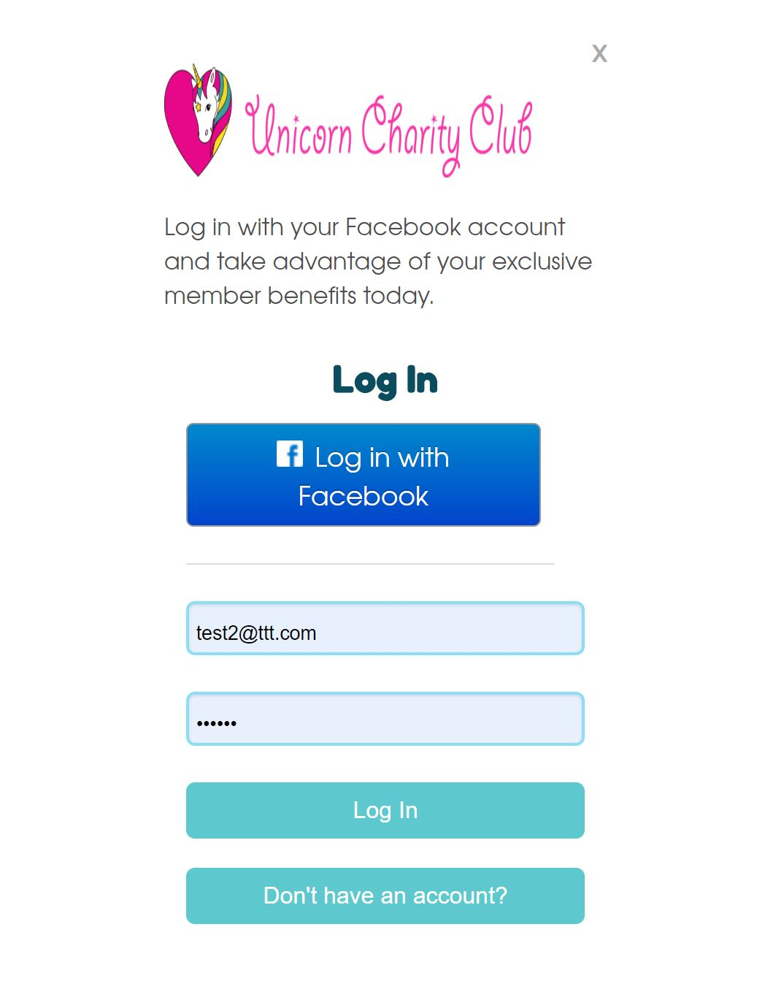 X
Unicorn Charity Club
Log in with your Facebook account
and take advantage of your exclusive
member benefits today.
Log In
f Log in with
Facebook
test2@ttt.com
••••••
Log In
Don't have an account?